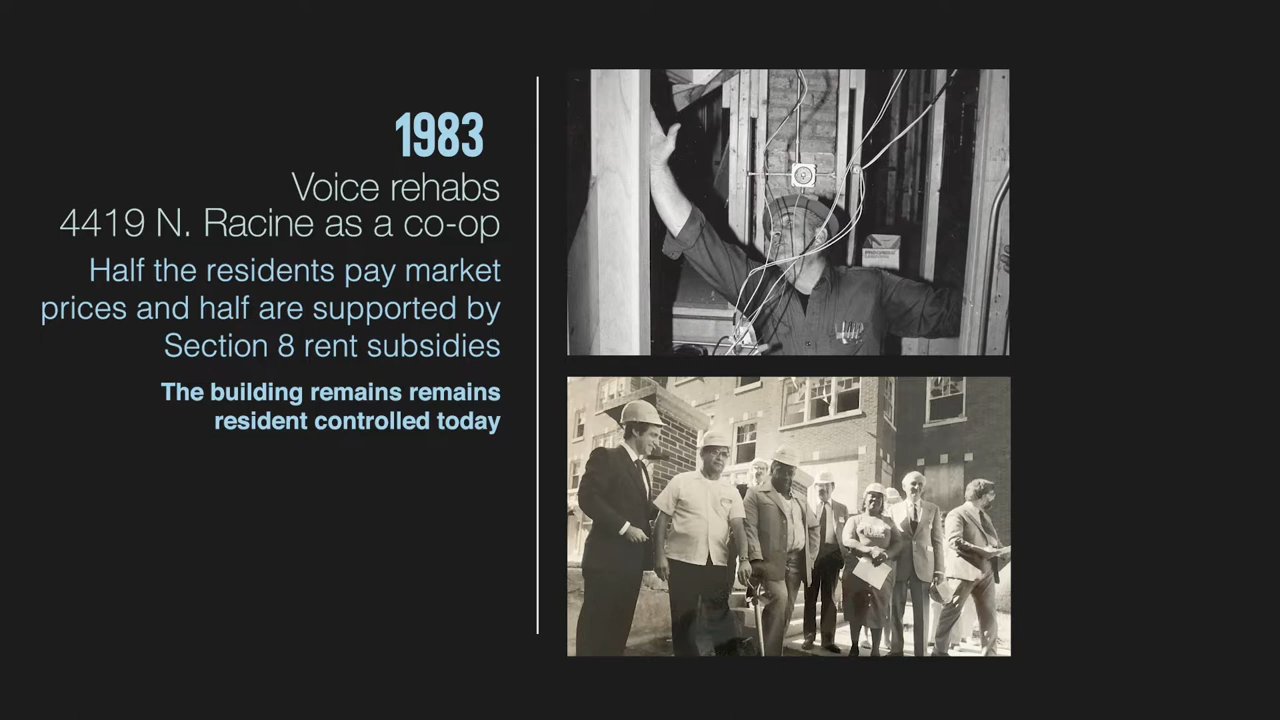 1983
Voice rehabs
4419 N. Racine as a co-op
Half the residents pay market
prices and half are supported by
Section 8 rent subsidies
The building remains remains
resident controlled today